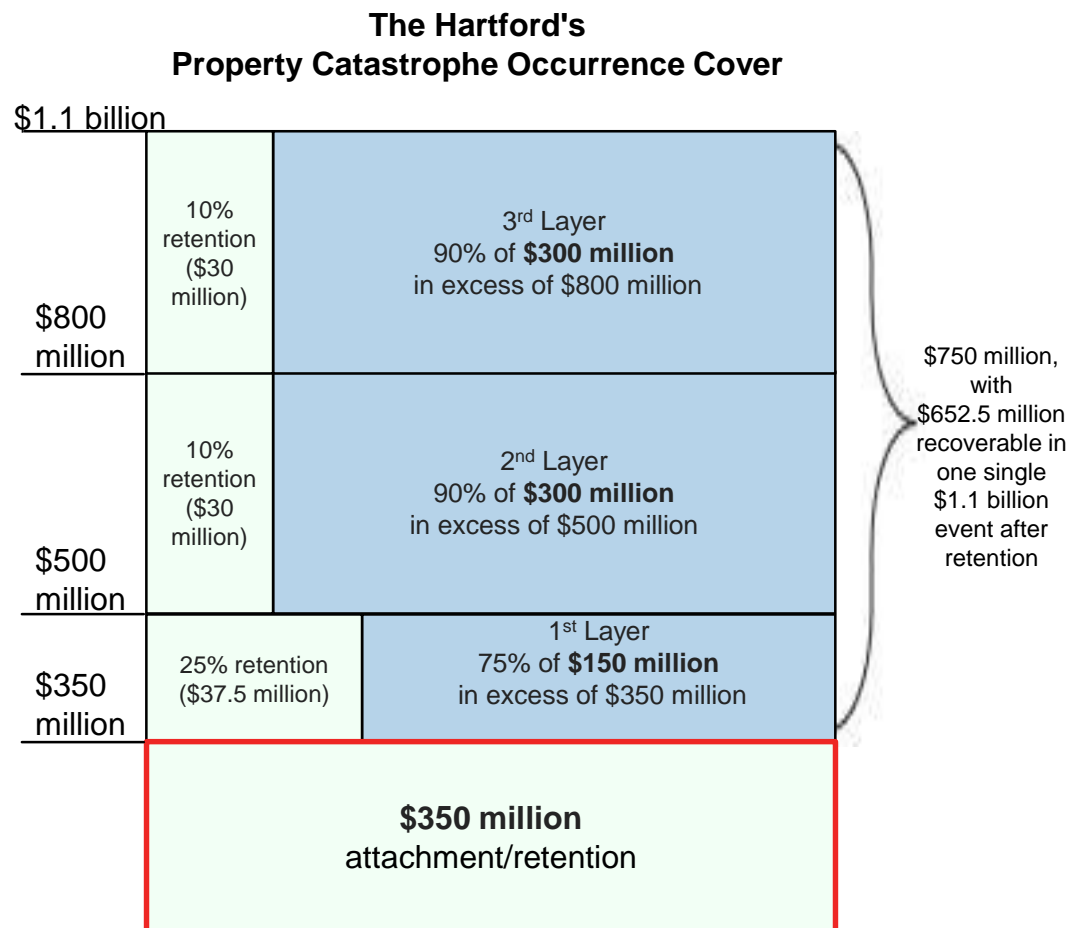 The Hartford's
Property Catastrophe Occurrence Cover
$1.1 billion
10%
retention
($30
million)
3rd Layer
90% of $300 million
in excess of $800 million
$800
million
10%
retention
($30
million)
2nd Layer
90% of $300 million
in excess of $500 million
$750 million,
with
$652.5 million
recoverable in
one single
$1.1 billion
event after
retention
$500
million
25% retention
($37.5 million)
1st Layer
75% of $150 million
in excess of $350 million
$350
million
$350 million
attachment/retention